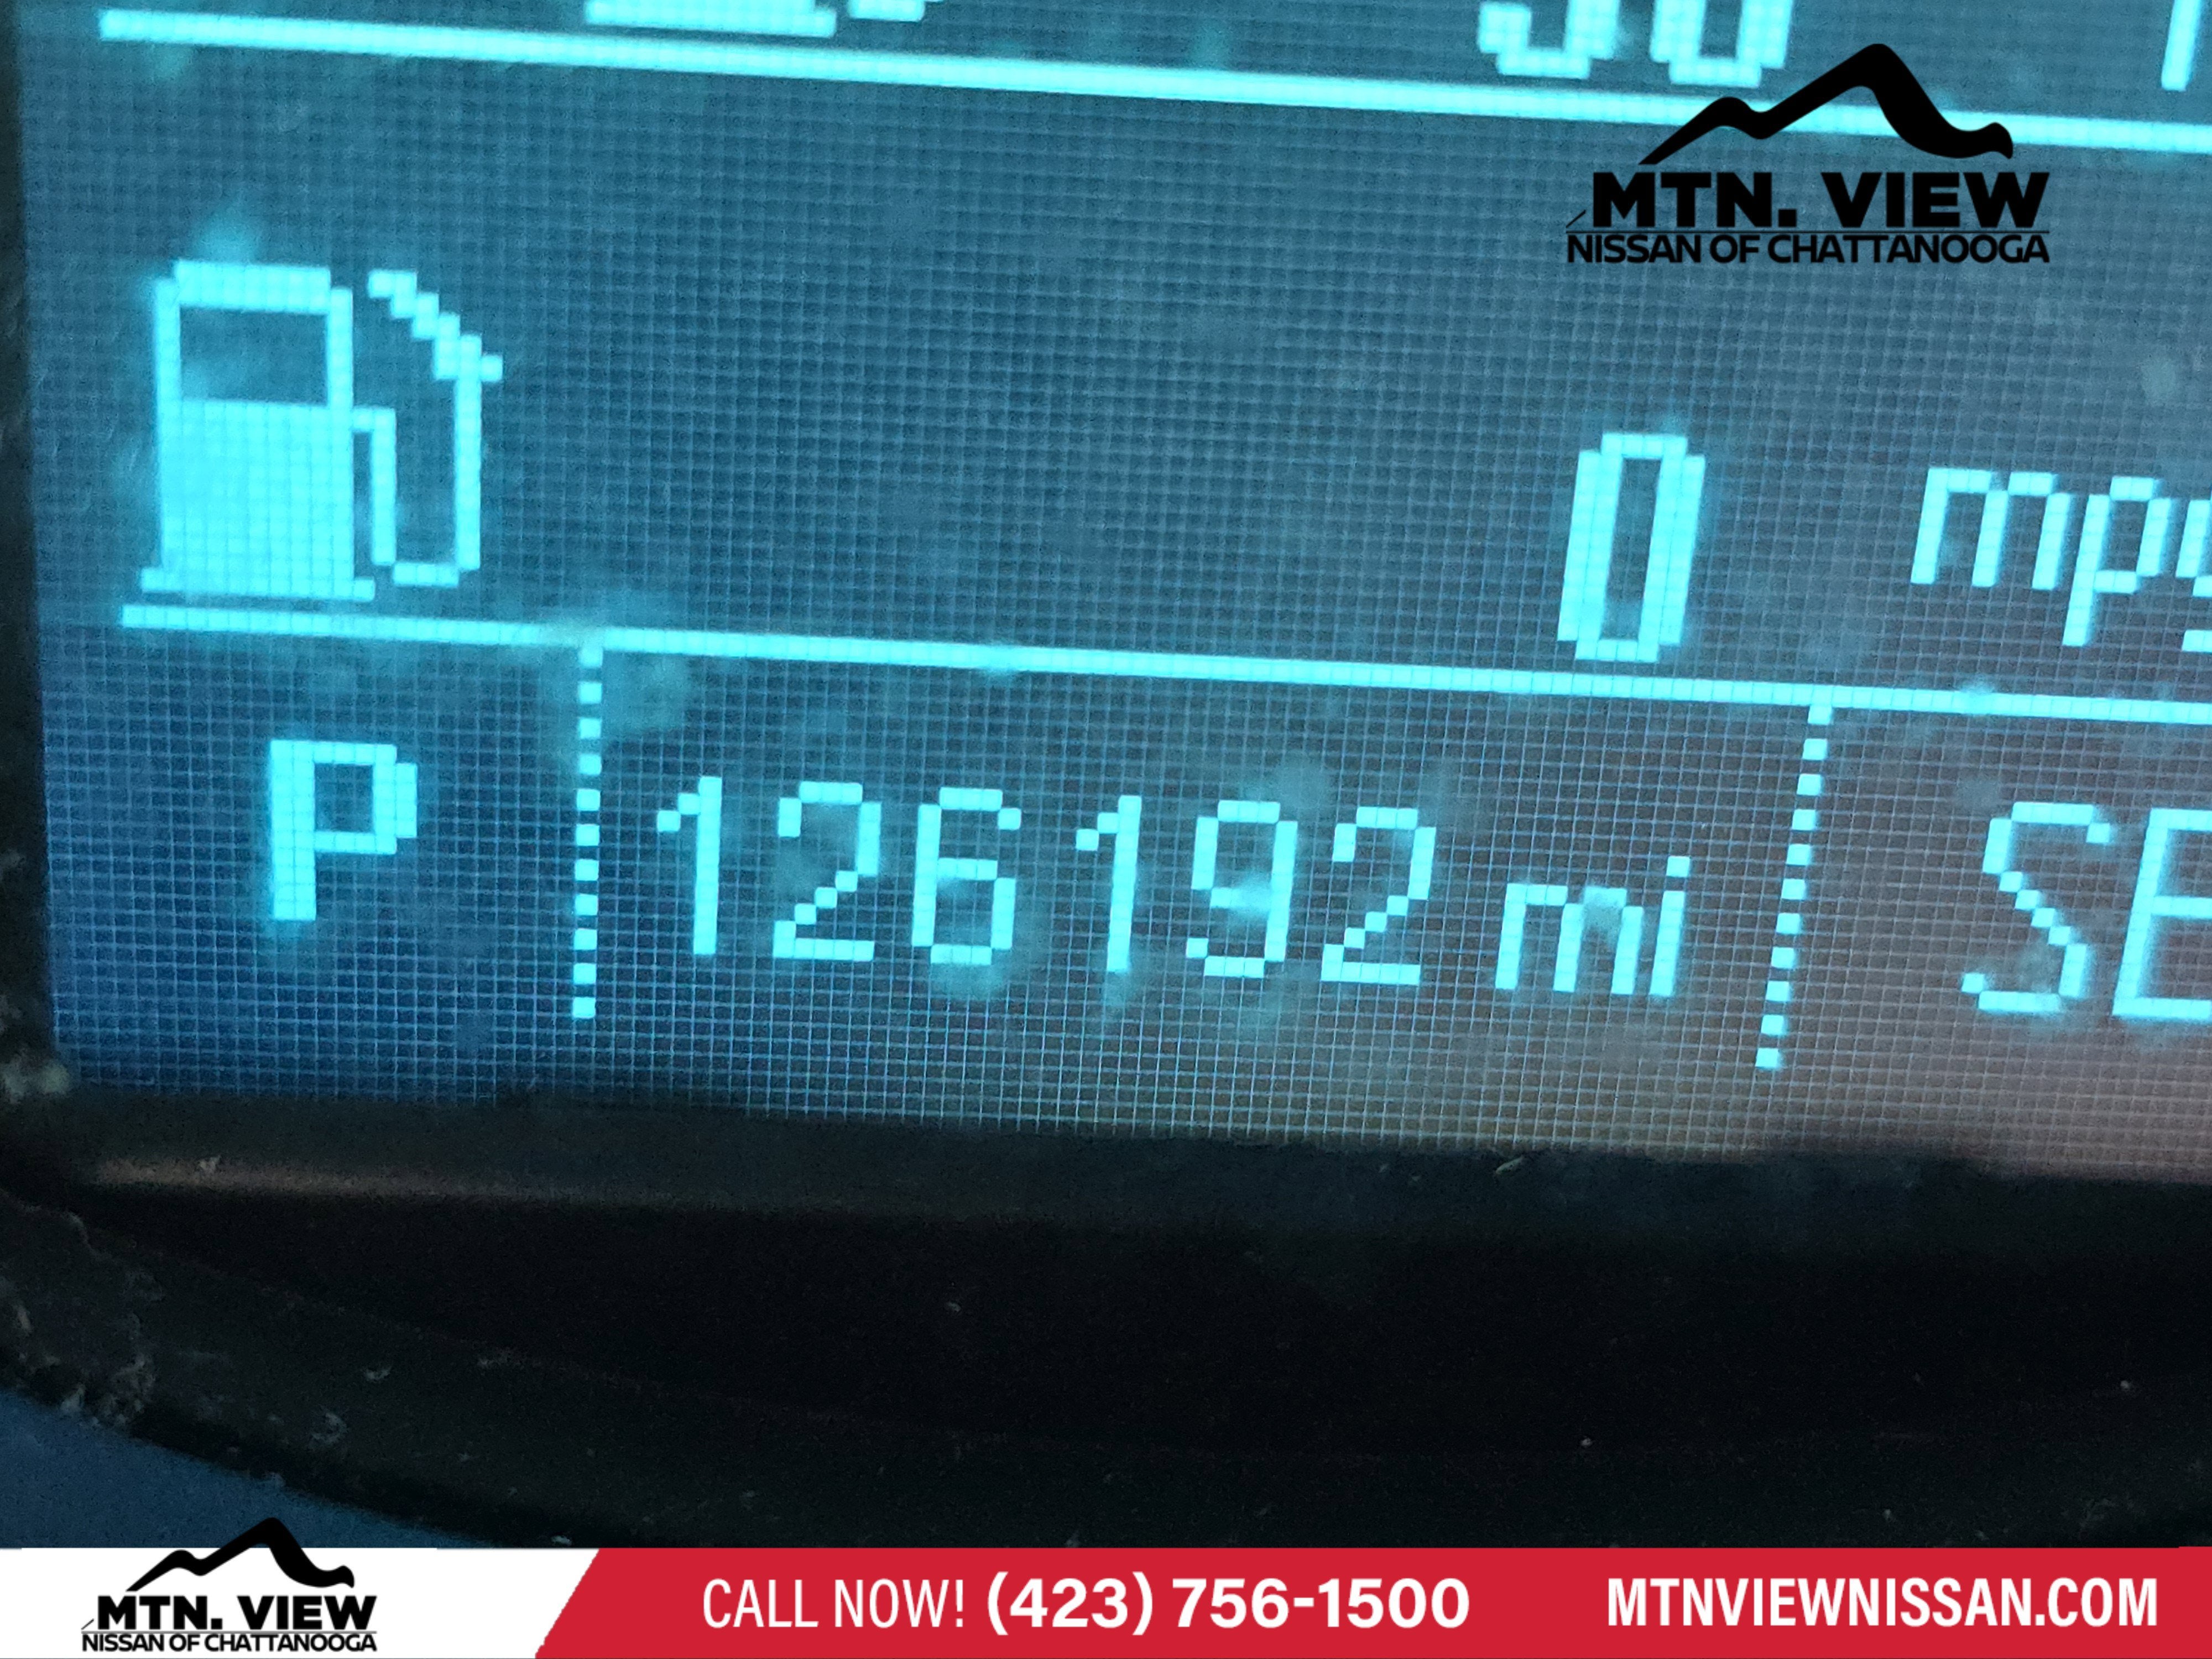 MTN. VIEW
NISSAN OF CHATTANOOGA
0
P 126192 mi
MTN. VIEW
NISSAN OF CHATTANOOGA
CALL NOW! (423) 756-1500 MTNVIEWNISSAN.COM